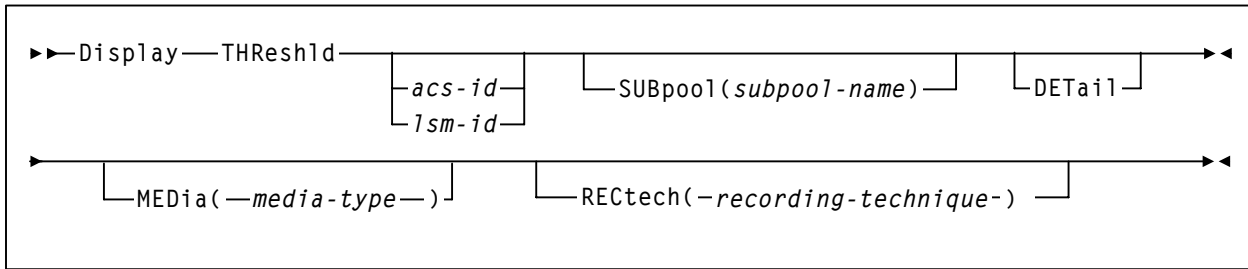 Display THReshld
acs-id
lsm-id
SUBpool(subpool-name)
DETail
MEDia(media-type)
RECtech(recording-technique)